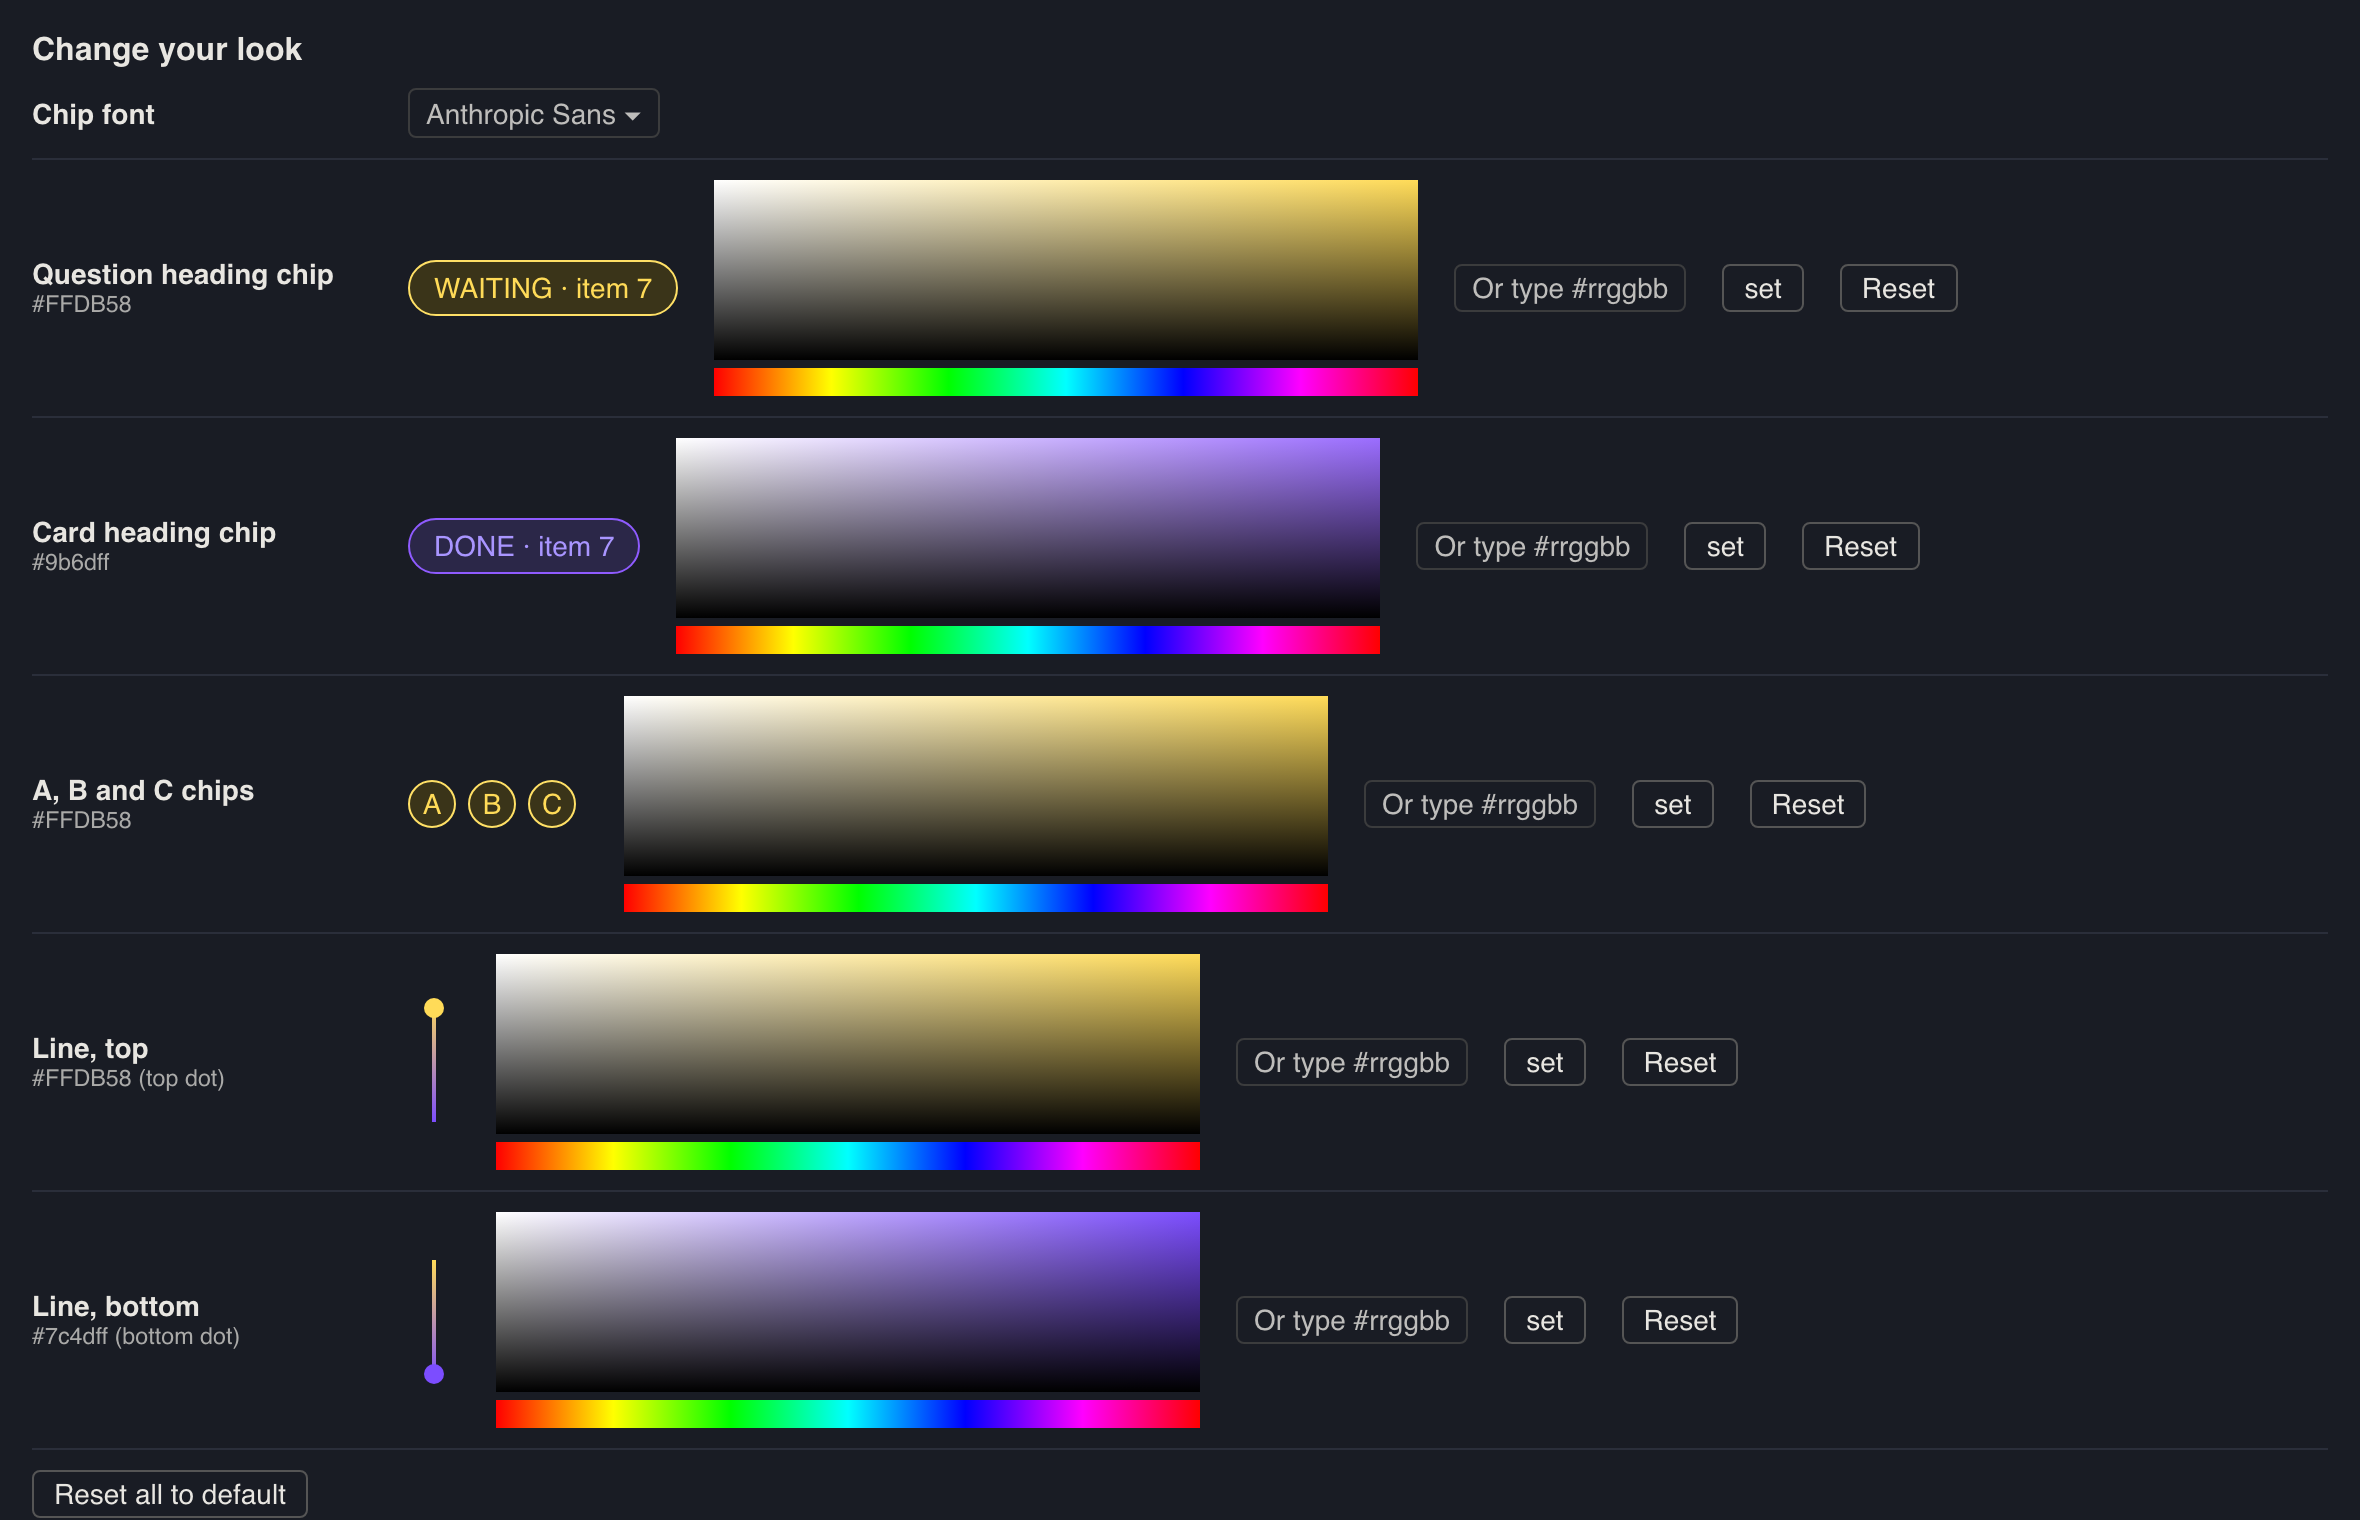 Change your look
Chip font
Anthropic Sans
Question heading chip
#FFDB58
WAITING · item 7
Or type #rrggbb
set
Reset
Card heading chip
#9b6dff
DONE · item 7
Or type #rrggbb
set
Reset
A, B and C chips
#FFDB58
A B C
Or type #rrggbb
set
Reset
Line, top
#FFDB58 (top dot)
Or type #rrggbb
set
Reset
Line, bottom
#7c4dff (bottom dot)
Or type #rrggbb
set
Reset
Reset all to default